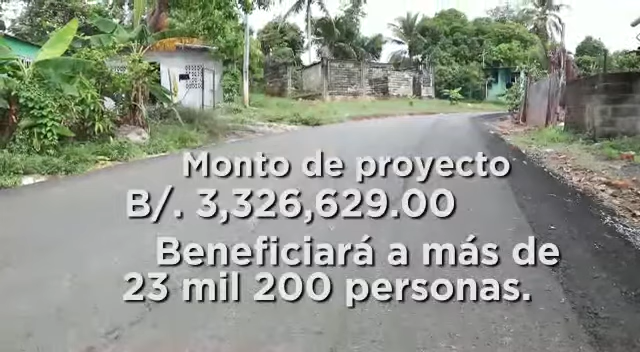 Monto de proyecto
B/. 3,326,629.00
Beneficiará a más de
23 mil 200 personas.